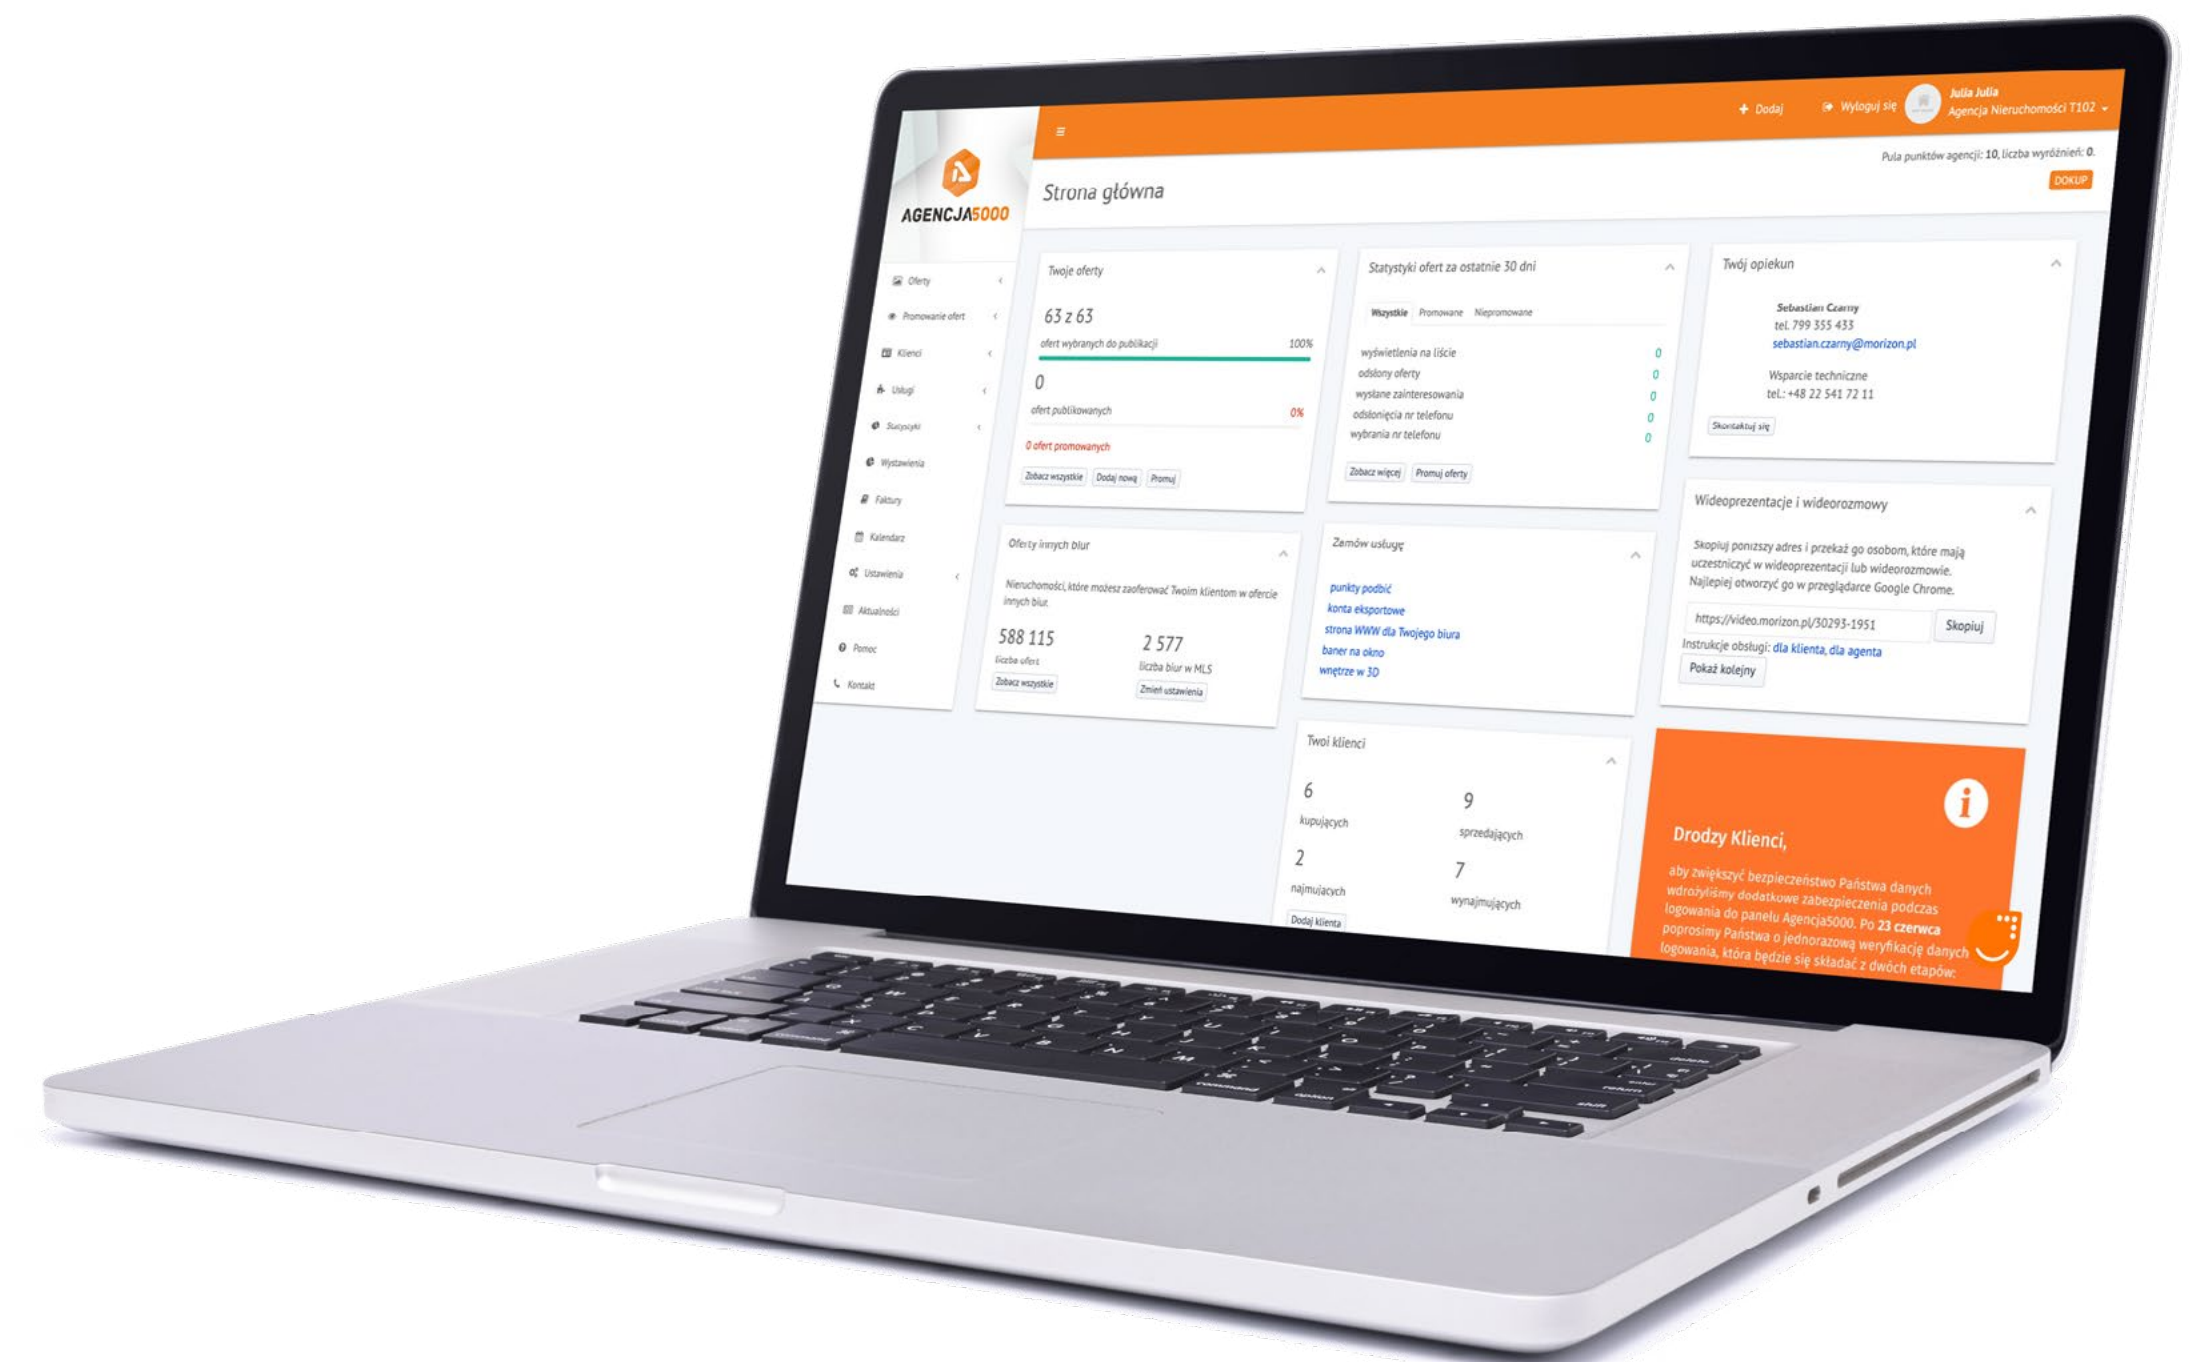 AGENCJA5000
Oferty
Promowanie ofert
Klienci
Usługi
Statystyki
Wystawienia
Faktury
Kalendarz
Ustawienia
Aktualności
Pomoc
Kontakt
Dodaj
Wyloguj się
Julia Julia
Agencja Nieruchomości T102
Pula punktów agencji: 10, liczba wyróżnień: 0.
DOKUP
Strona główna
Twoje oferty
63 z 63
ofert wybranych do publikacji 100%
0
ofert publikowanych 0%
0 ofert promowanych
Zobacz wszystkie Dodaj nową Promuj
Oferty innych biur
Nieruchomości, które możesz zaoferować Twoim klientom w ofercie
innych biur.
588 115 2 577
liczba ofert liczba biur w MLS
Zobacz wszystkie Zmień ustawienia
Statystyki ofert za ostatnie 30 dni
Wszystkie Promowane Niepromowane
wyświetlenia na liście 0
odsłony oferty 0
wysłane zainteresowania 0
odsłonięcia nr telefonu 0
wybrania nr telefonu 0
Zobacz więcej Promuj oferty
Zamów usługę
punkty podbić
konta eksportowe
strona WWW dla Twojego biura
baner na okno
wnętrze w 3D
Twoi klienci
6 9
kupujących sprzedających
2 7
najmujących wynajmujących
Dodaj klienta
Twój opiekun
Sebastian Czarny
tel. 799 355 433
sebastian.czarny@morizon.pl
Wsparcie techniczne
tel.: +48 22 541 72 11
Skontaktuj się
Wideoprezentacje i wideorozmowy
Skopiuj poniższy adres i przekaż go osobom, które mają
uczestniczyć w wideoprezentacji lub wideorozmowie.
Najlepiej otworzyć go w przeglądarce Google Chrome.
https://video.morizon.pl/30293-1951 Skopiuj
Instrukcje obsługi: dla klienta, dla agenta
Pokaż kolejny
Drodzy Klienci,
aby zwiększyć bezpieczeństwo Państwa danych
wdrożyliśmy dodatkowe zabezpieczenia podczas
logowania do panelu Agencja5000. Po 23 czerwca
poprosimy Państwa o jednorazową weryfikację danych
logowania, która będzie się składać z dwóch etapów:
command
command
option
delete
return
shift